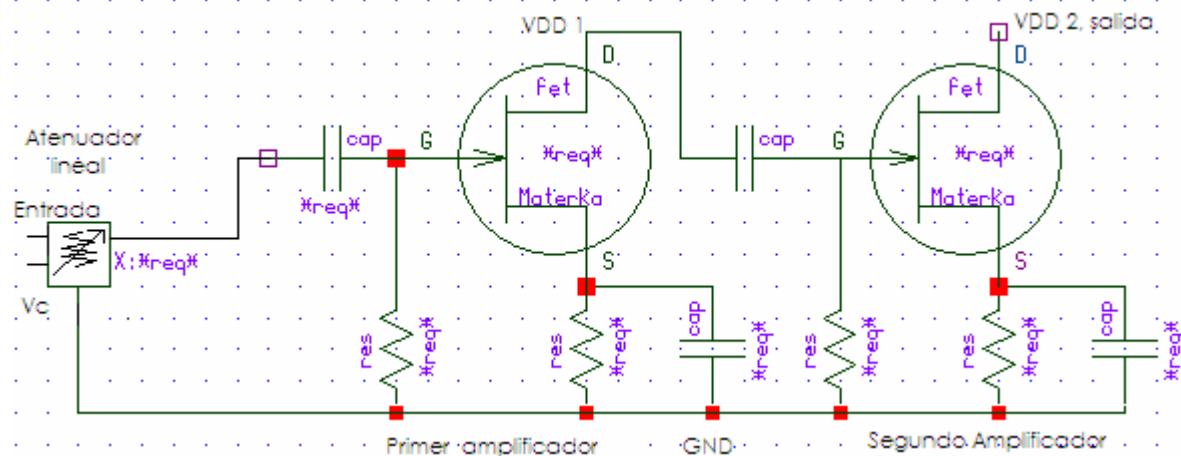 VDD 1
VDD 2, salida
D
D
fet
fet
Atenuador
lineal
cap
G
*req*
cap
G
*req*
*req*
Materka
Materka
Entrada
X:*req*
S
S
Vc
res
*req*
res
*req*
cap
*req*
res
*req*
res
*req*
cap
*req*
Primer amplificador
GND
Segundo Amplificador